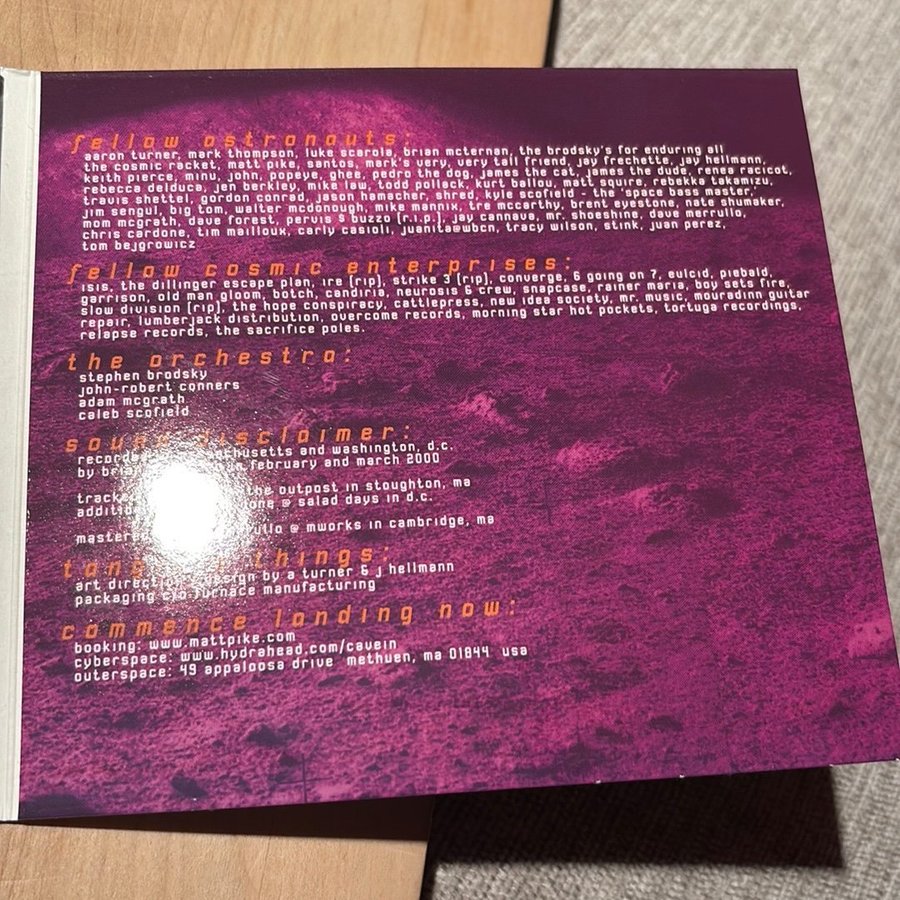 fellow astronauts:
aaron turner, mark thompson, luke scarola, brian mcternan, the brodsky's for enduring all
the cosmic racket, matt pike, santos, mark's very, very tall friend, jay frechette, jay hellmann,
keith pierce, minu, john, popeye, ghee, pedro the dog, james the cat, james the dude, renea racicot,
rebecca delduca, jen berkley, mike law, todd pollack, kurt ballou, matt squire, rebekka takamizu,
travis shettel, gordon conrad, jason hamacher, shred, kyle scofield - the 'space bass master,'
jim sengul, big tom, walter mcdonough, mike mannix, tre mccarthy, brent eyestone, nate shumaker,
mom mcgrath, dave forest, pervis & buzzo [r.i.p.], jay cannava, mr. shoeshine, dave merrullo,
chris cardone, tim mailloux, carly casioli, juanita@wbcn, tracy wilson, stink, juan perez,
tom bejgrowicz
fellow cosmic enterprises:
isis, the dillinger escape plan, ire [rip], strike 3 [rip], converge, 6 going on 7, eulcid, piebald,
garrison, old man gloom, botch, candiria, neurosis & crew, snapcase, rainer maria, boy sets fire,
slow division [rip], the hope conspiracy, cattlepress, new idea society, mr. music, mouradinn guitar
repair, lumberjack distribution, overcome records, morning star hot pockets, tortuga recordings,
relapse records, the sacrifice poles.
the orchestra:
stephen brodsky
john-robert conners
adam mcgrath
caleb scofield
sound disclaimer:
recorded achusetts and washington, d.c.
by in february and march 2000
the outpost in stoughton, ma
@ salad days in d.c.
@ mworks in cambridge, ma
things:
art direction design by a turner & j hellmann
packaging c/o furnace manufacturing
commence landing now:
booking: www.mattpike.com
cyberspace: www.hydrahead.com/cavein
outerspace: 49 appaloosa drive methuen, ma 01844 usa